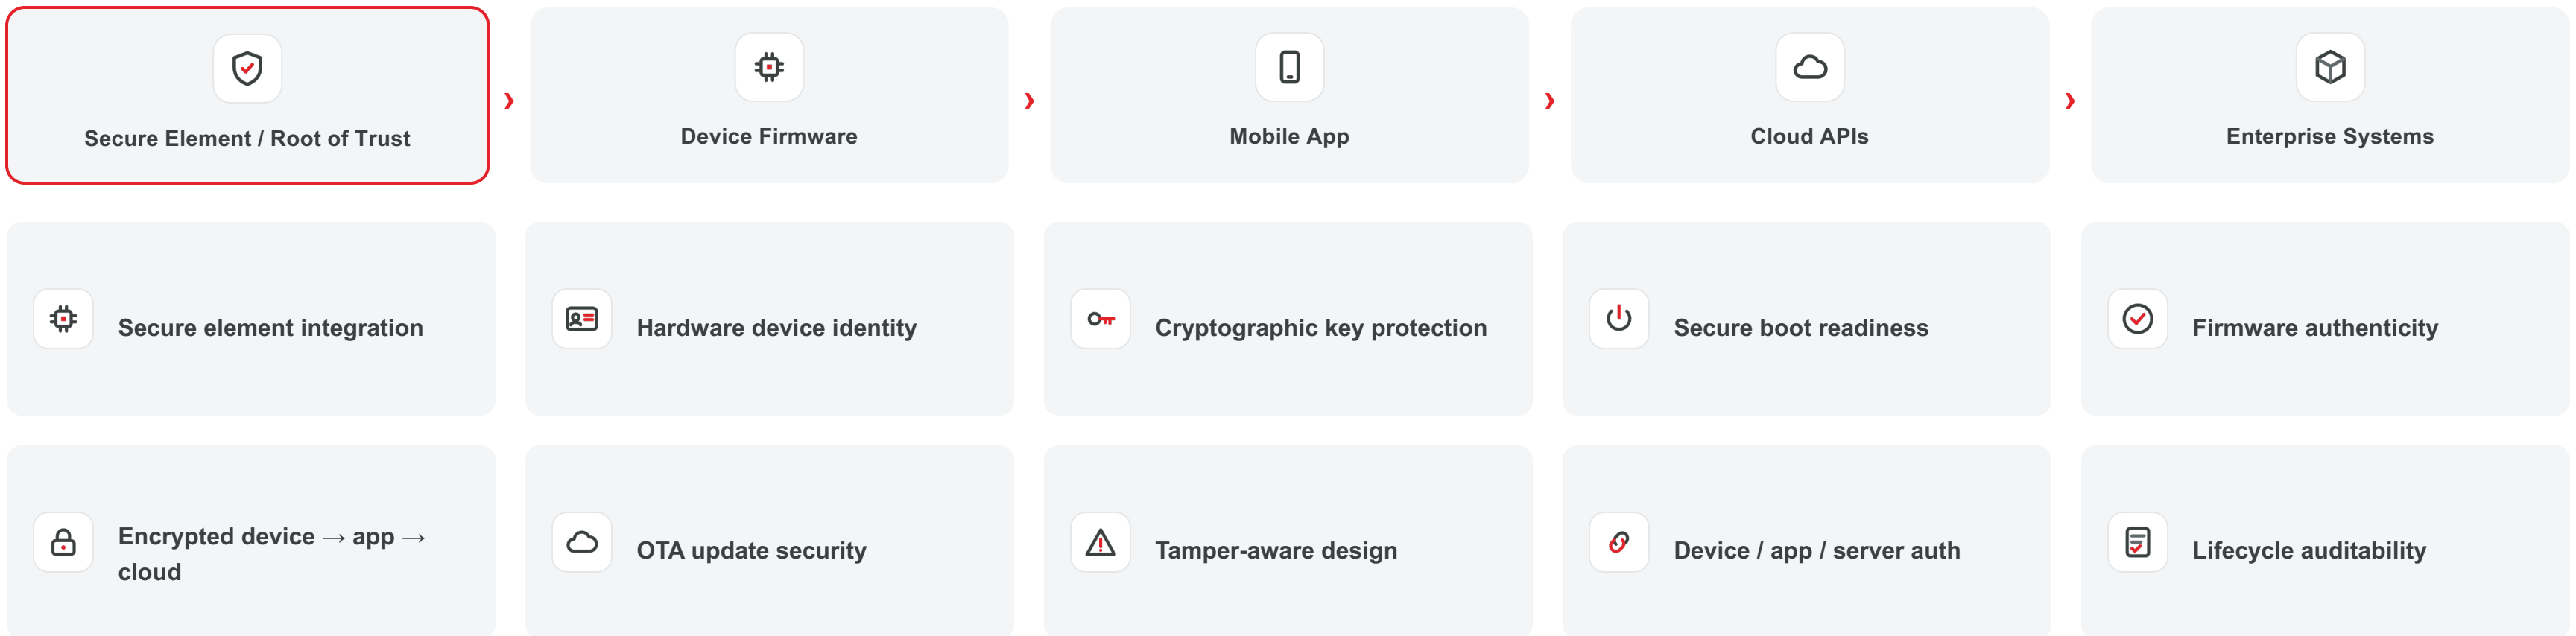 Secure Element / Root of Trust
›
Device Firmware
›
Mobile App
›
Cloud APIs
›
Enterprise Systems
Secure element integration
Hardware device identity
Cryptographic key protection
Secure boot readiness
Firmware authenticity
Encrypted device → app →
cloud
OTA update security
Tamper-aware design
Device / app / server auth
Lifecycle auditability